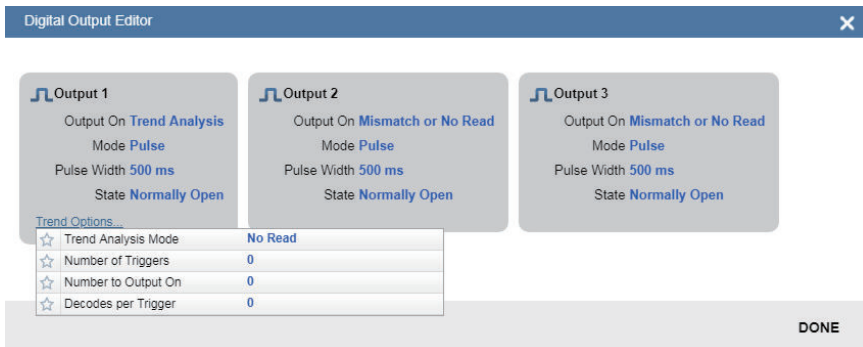 Digital Output Editor
Output 1
Output On Trend Analysis
Mode Pulse
Pulse Width 500 ms
State Normally Open
Trend Options...
Trend Analysis Mode No Read
Number of Triggers 0
Number to Output On 0
Decodes per Trigger 0
Output 2
Output On Mismatch or No Read
Mode Pulse
Pulse Width 500 ms
State Normally Open
Output 3
Output On Mismatch or No Read
Mode Pulse
Pulse Width 500 ms
State Normally Open
DONE